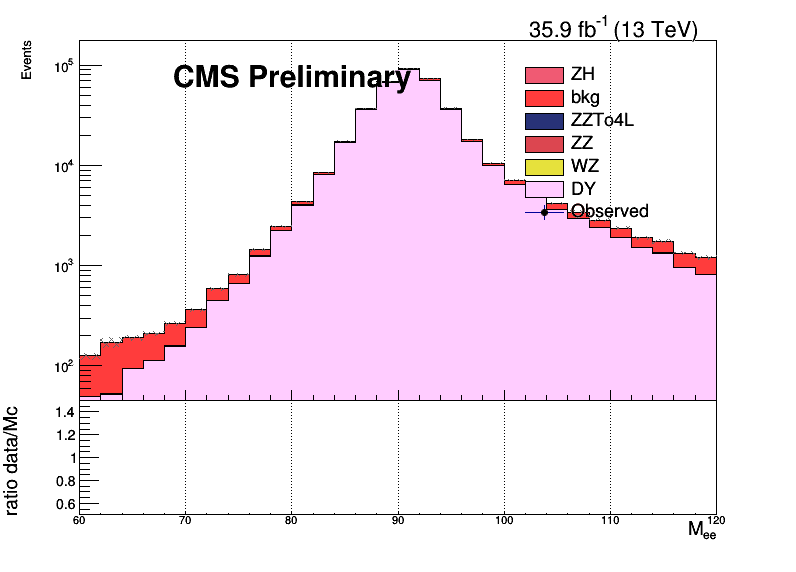 35.9 fb-1 (13 TeV)
Events
CMS Preliminary
10^5
10^4
10^3
10^2
ZH
bkg
ZZTo4L
ZZ
WZ
DY
Observed
ratio data/Mc
1.4
1.2
1
0.8
0.6
60 70 80 90 100 110 120
Mee